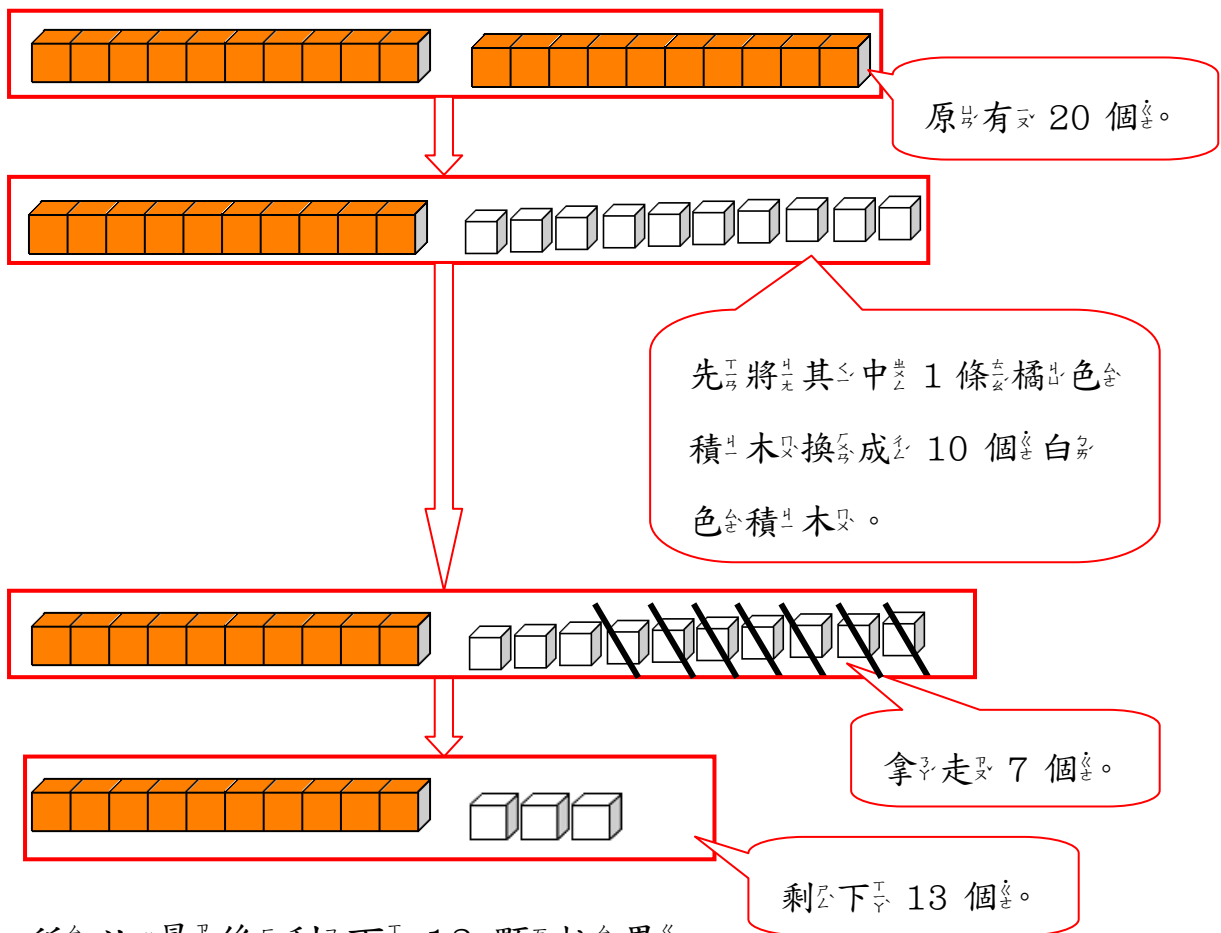 原有 20 個。
先將其中 1 條橘色
積木換成 10 個白
色積木。
拿走 7 個。
剩下 13 個。